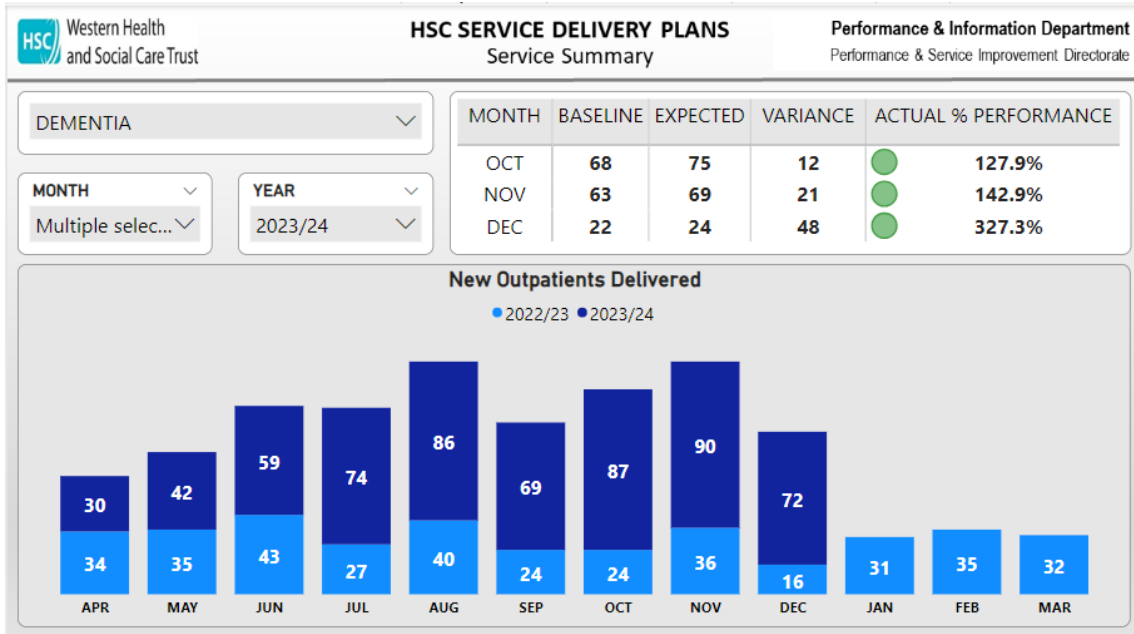 HSC
Western Health
and Social Care Trust
HSC SERVICE DELIVERY PLANS
Service Summary
Performance & Information Department
Performance & Service Improvement Directorate
DEMENTIA
MONTH
Multiple selec...
YEAR
2023/24
MONTH BASELINE EXPECTED VARIANCE ACTUAL % PERFORMANCE
OCT 68 75 12 127.9%
NOV 63 69 21 142.9%
DEC 22 24 48 327.3%
New Outpatients Delivered
2022/23 2023/24
30 42 59 74 86 69 87 90 72
34 35 43 27 40 24 24 36 16 31 35 32
APR MAY JUN JUL AUG SEP OCT NOV DEC JAN FEB MAR